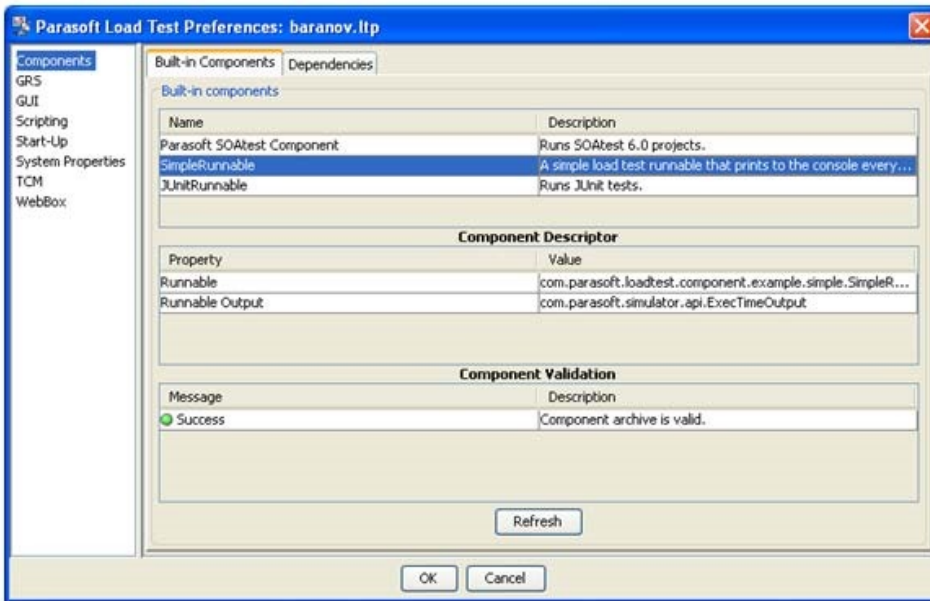 Parasoft Load Test Preferences: baranov.ltp
Components
GRS
GUI
Scripting
Start-Up
System Properties
TCM
WebBox
Built-in Components Dependencies
Built-in components
Name Description
Parasoft SOAtest Component Runs SOAtest 6.0 projects.
SimpleRunnable A simple load test runnable that prints to the console every...
JUnitRunnable Runs JUnit tests.
Component Descriptor
Property Value
Runnable com.parasoft.loadtest.component.example.simple.SimpleR...
Runnable Output com.parasoft.simulator.api.ExecTimeOutput
Component Validation
Message Description
Success Component archive is valid.
Refresh
OK Cancel